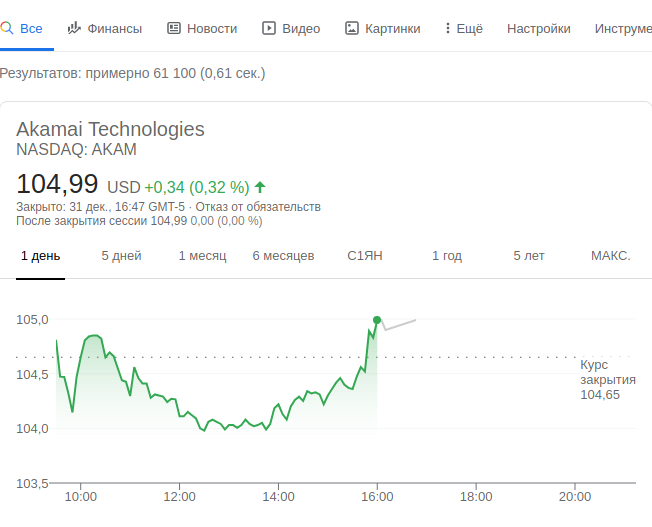 Все Финансы Новости Видео Картинки Ещё Настройки Инструме
Результатов: примерно 61 100 (0,61 сек.)
Akamai Technologies
NASDAQ: AKAM
104,99 USD +0,34 (0,32 %)
Закрыто: 31 дек., 16:47 GMT-5 · Отказ от обязательств
После закрытия сессии 104,99 0,00 (0,00 %)
1 день 5 дней 1 месяц 6 месяцев С1ЯН 1 год 5 лет МАКС.
105,0
104,5
104,0
103,5
Курс
закрытия
104,65
10:00 12:00 14:00 16:00 18:00 20:00